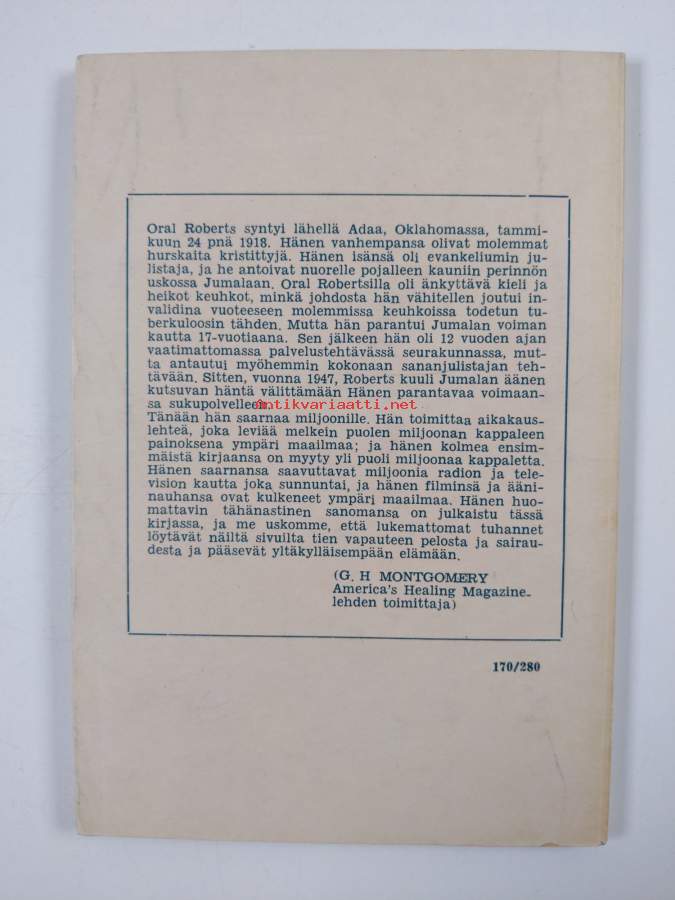 Oral Roberts syntyi lähellä Adaa, Oklahomassa, tammi-
kuun 24 pnä 1918. Hänen vanhempansa olivat molemmat
hurskaita kristittyjä. Hänen isänsä oli evankeliumin ju-
listaja, ja he antoivat nuorelle pojalleen kauniin perinnön
uskossa Jumalaan. Oral Robertsilla oli änkyttävä kieli ja
heikot keuhkot, minkä johdosta hän vähitellen joutui in-
validina vuoteeseen molemmissa keuhkoissa todetun tu-
berkuloosin tähden. Mutta hän parantui Jumalan voiman
kautta 17-vuotiaana. Sen jälkeen hän oli 12 vuoden ajan
vaatimattomassa palvelustehtävässä seurakunnassa, mut-
ta antautui myöhemmin kokonaan sananjulistajan teh-
tävään. Sitten, vuonna 1947, Roberts kuuli Jumalan äänen
kutsuvan häntä välittämään Hänen parantavaa voimaan-
sa sukupolvelleen.
antikvariaatti.net
Tänään hän saarnaa miljoonille. Hän toimittaa aikakaus-
lehteä, joka leviää melkein puolen miljoonan kappaleen
painoksena ympäri maailmaa; ja hänen kolmea ensim-
mäistä kirjaansa on myyty yli puoli miljoonaa kappaletta.
Hänen saarnansa saavuttavat miljoonia radion ja tele-
vision kautta joka sunnuntai, ja hänen filminsä ja ääni-
nauhansa ovat kulkeneet ympäri maailmaa. Hänen huo-
mattavin tähänastinen sanomansa on julkaistu tässä
kirjassa, ja me uskomme, että lukemattomat tuhannet
löytävät näiltä sivuilta tien vapauteen pelosta ja sairau-
desta ja pääsevät yltäkylläisempään elämään.
(G. H MONTGOMERY
America's Healing Magazine-
lehden toimittaja)
170/280